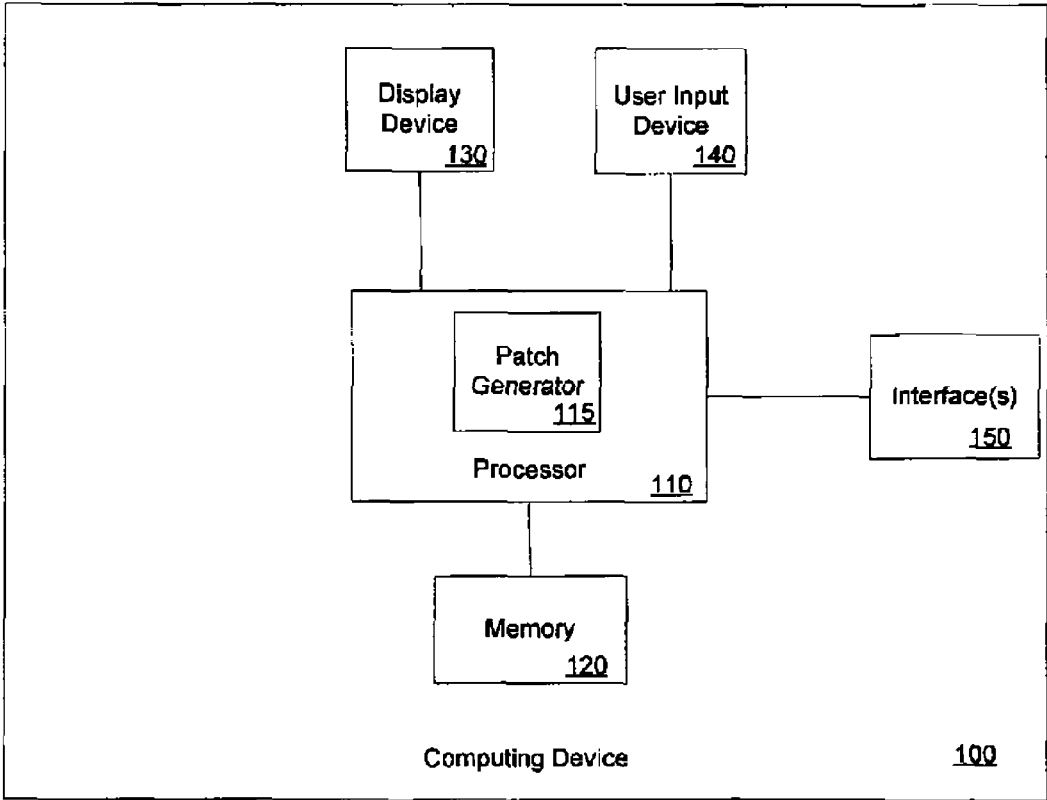 Display
Device
130
User Input
Device
140
Patch
Generator
115
Processor
110
Interface(s)
150
Memory
120
Computing Device
100